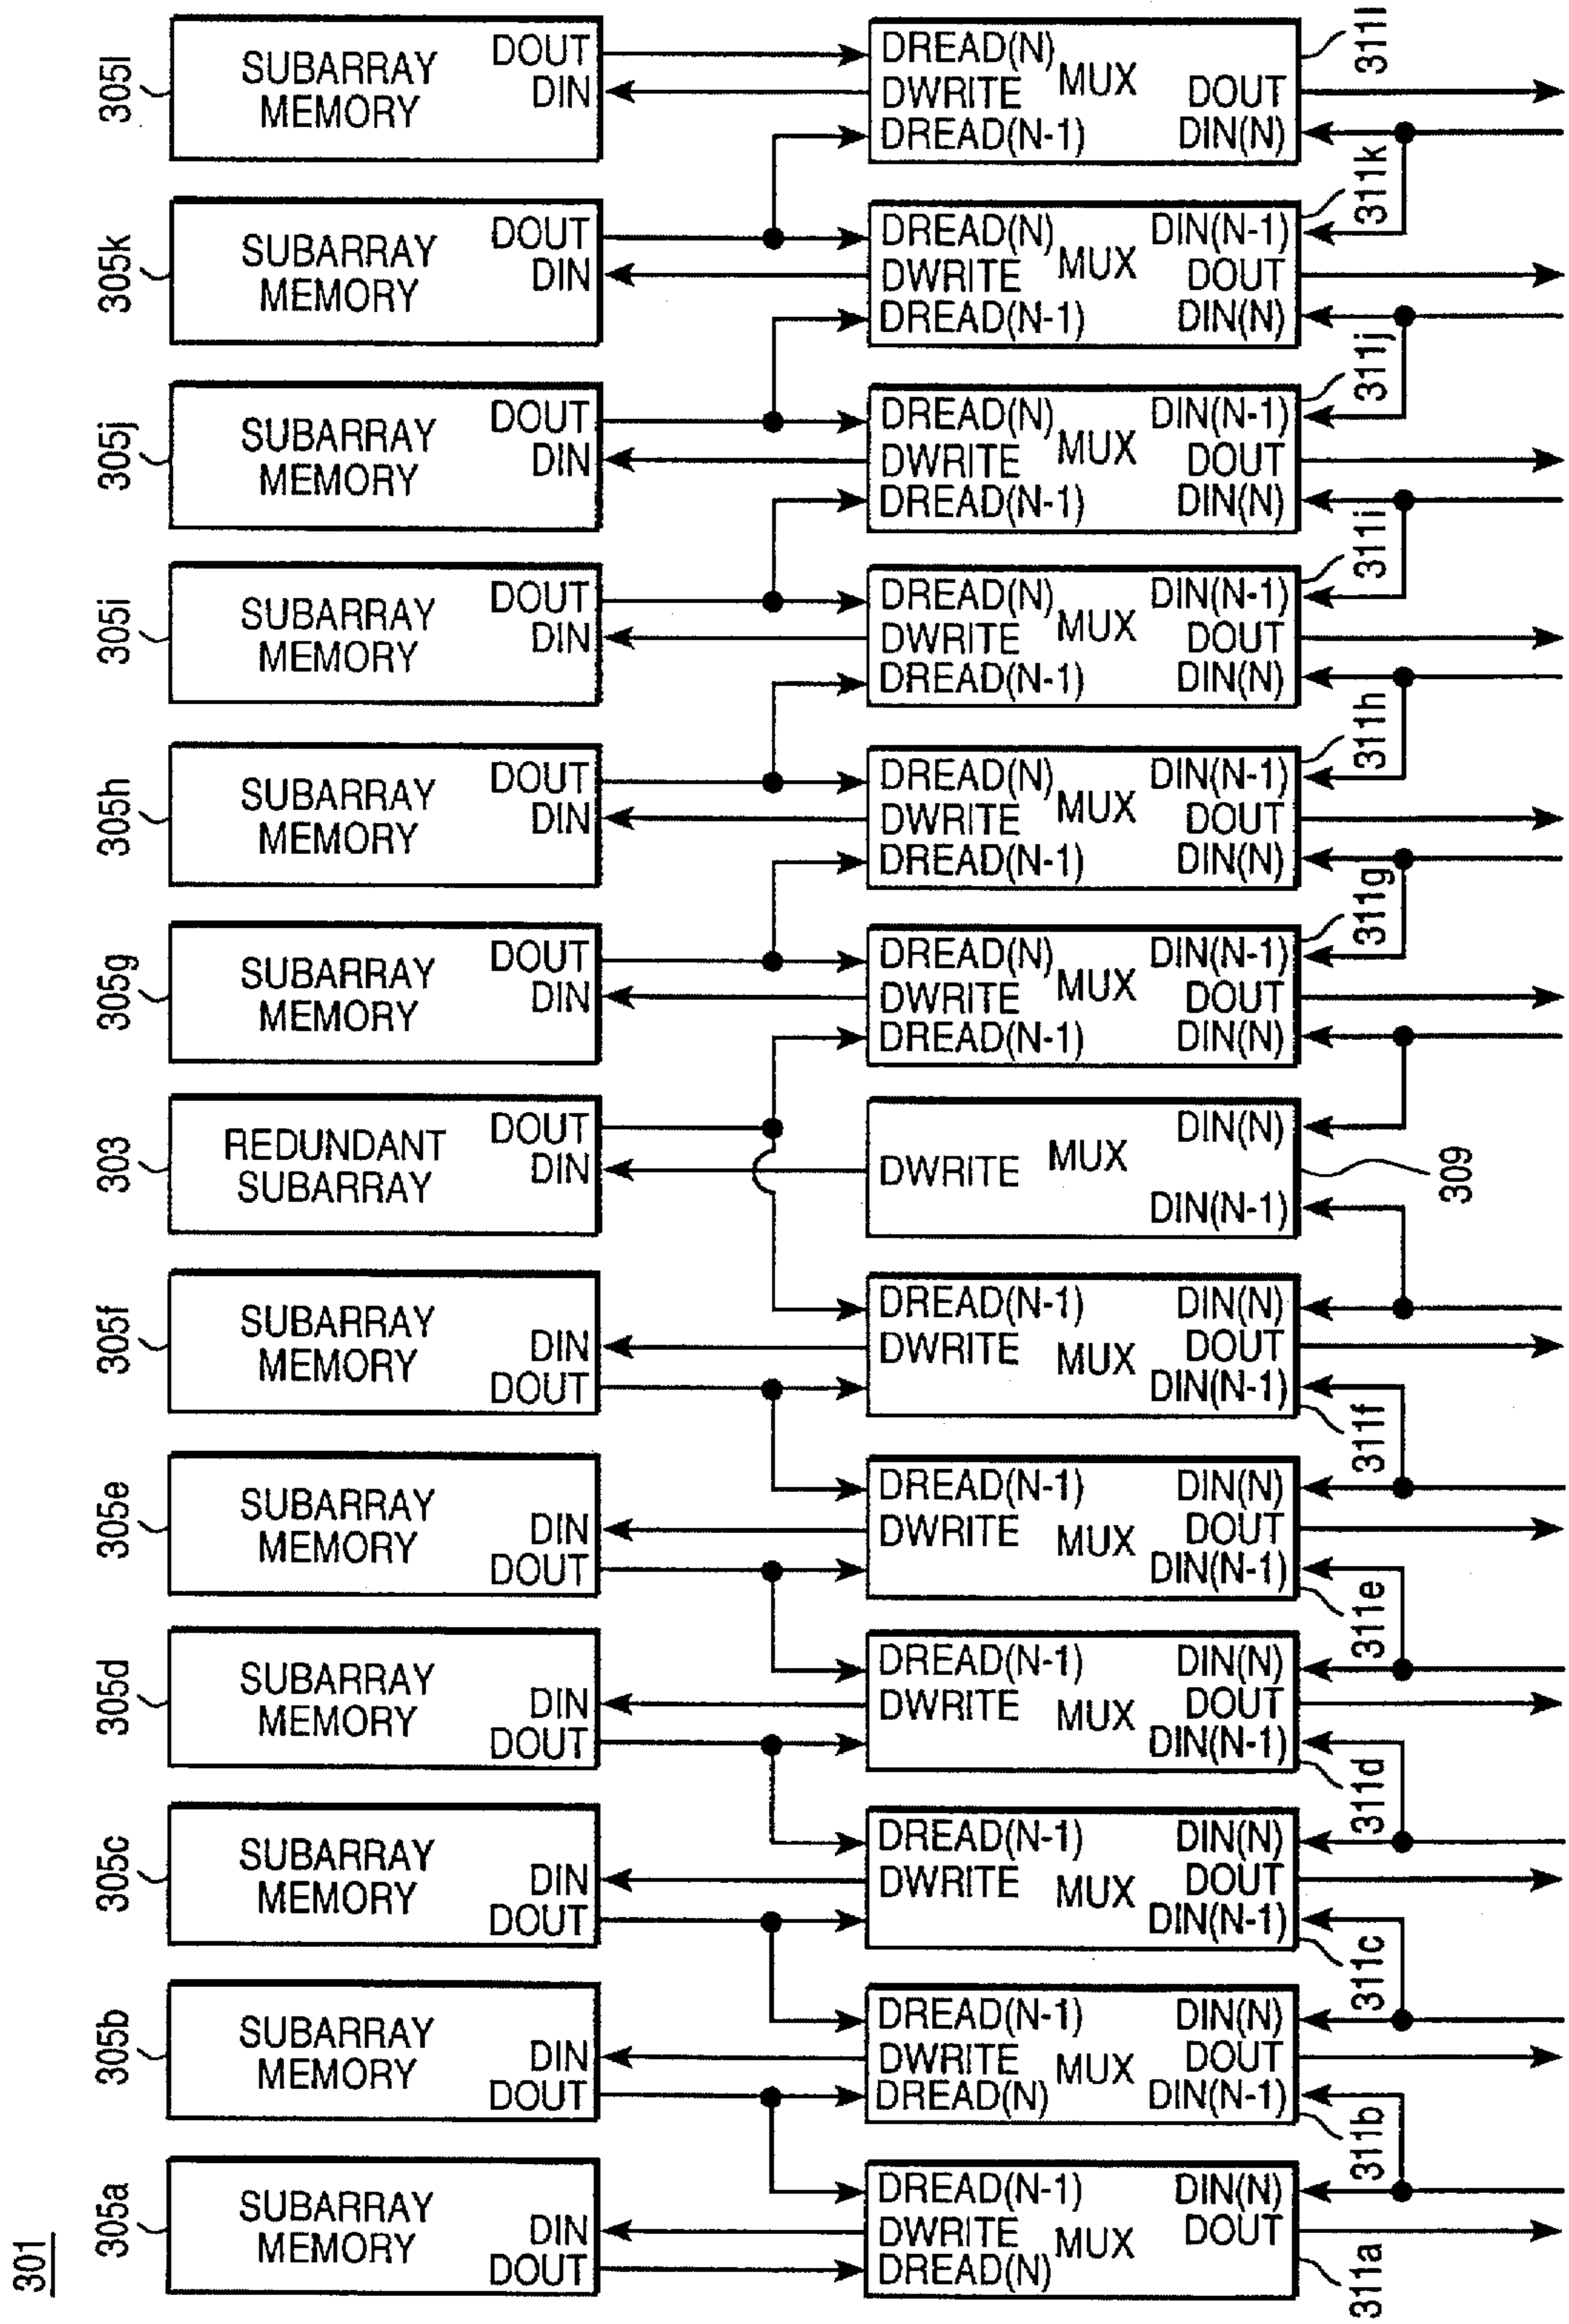 305l
SUBARRAY
MEMORY
DOUT
DIN
DREAD(N)
DWRITE
DREAD(N-1)
MUX
DOUT
DIN(N)
311l
305k
SUBARRAY
MEMORY
DOUT
DIN
DREAD(N)
DWRITE
DREAD(N-1)
MUX
DIN(N-1)
DOUT
DIN(N)
311k
305j
SUBARRAY
MEMORY
DOUT
DIN
DREAD(N)
DWRITE
DREAD(N-1)
MUX
DIN(N-1)
DOUT
DIN(N)
311j
305i
SUBARRAY
MEMORY
DOUT
DIN
DREAD(N)
DWRITE
DREAD(N-1)
MUX
DIN(N-1)
DOUT
DIN(N)
311i
305h
SUBARRAY
MEMORY
DOUT
DIN
DREAD(N)
DWRITE
DREAD(N-1)
MUX
DIN(N-1)
DOUT
DIN(N)
311h
305g
SUBARRAY
MEMORY
DOUT
DIN
DREAD(N)
DWRITE
DREAD(N-1)
MUX
DIN(N-1)
DOUT
DIN(N)
311g
303
REDUNDANT
SUBARRAY
DOUT
DIN
DWRITE
MUX
DIN(N)
DIN(N-1)
309
305f
SUBARRAY
MEMORY
DIN
DOUT
DREAD(N-1)
DWRITE
MUX
DIN(N)
DOUT
DIN(N-1)
311f
305e
SUBARRAY
MEMORY
DIN
DOUT
DREAD(N-1)
DWRITE
MUX
DIN(N)
DOUT
DIN(N-1)
311e
305d
SUBARRAY
MEMORY
DIN
DOUT
DREAD(N-1)
DWRITE
MUX
DIN(N)
DOUT
DIN(N-1)
311d
305c
SUBARRAY
MEMORY
DIN
DOUT
DREAD(N-1)
DWRITE
MUX
DIN(N)
DOUT
DIN(N-1)
311c
305b
SUBARRAY
MEMORY
DIN
DOUT
DREAD(N-1)
DWRITE
DREAD(N)
MUX
DIN(N)
DOUT
DIN(N-1)
311b
305a
SUBARRAY
MEMORY
DIN
DOUT
DREAD(N-1)
DWRITE
DREAD(N)
MUX
DIN(N)
DOUT
311a
301